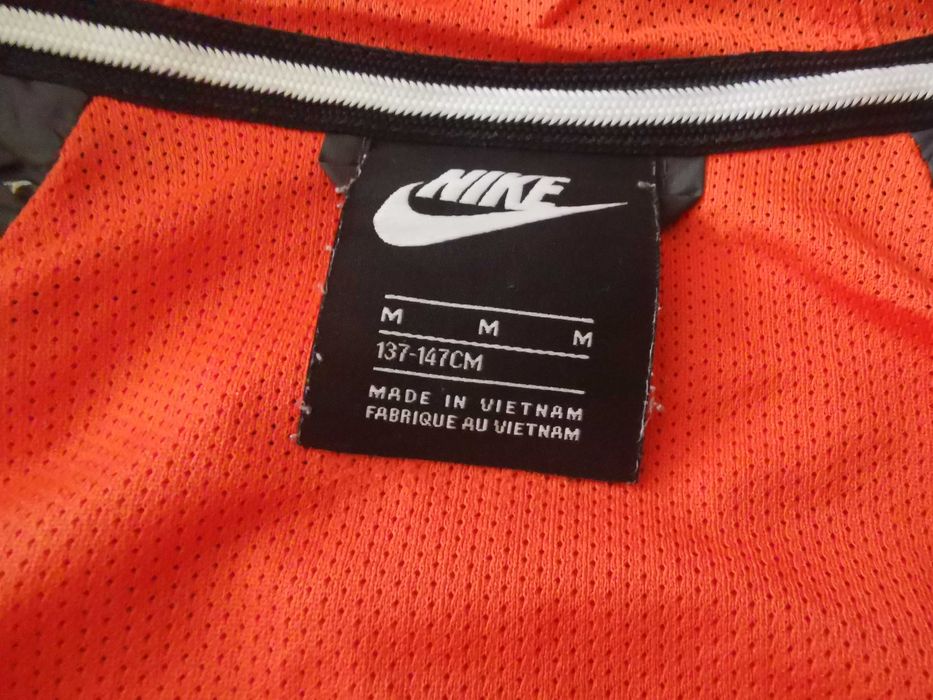 NIKE
M M M
137-147CM
MADE IN VIETNAM
FABRIQUE AU VIETNAM